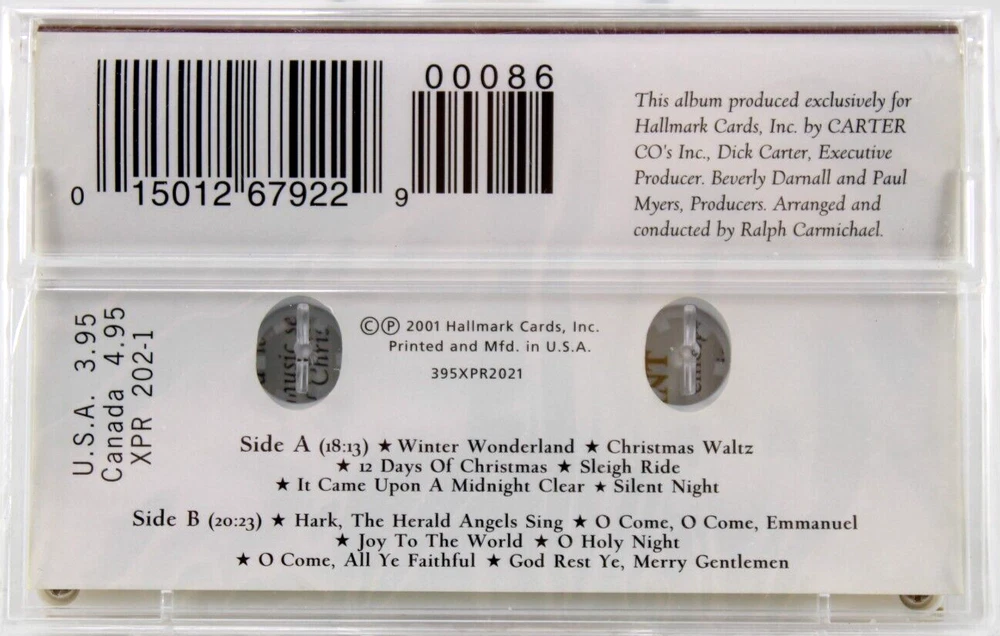 00086
0 15012 67922 9
This album produced exclusively for
Hallmark Cards, Inc. by CARTER
CO's Inc., Dick Carter, Executive
Producer. Beverly Darnall and Paul
Myers, Producers. Arranged and
conducted by Ralph Carmichael.
U.S.A. 3.95
Canada 4.95
XPR 202-1
©℗ 2001 Hallmark Cards, Inc.
Printed and Mfd. in U.S.A.
395XPR2021
music
Chris
NT
Side A (18:13) ★ Winter Wonderland ★ Christmas Waltz
★ 12 Days Of Christmas ★ Sleigh Ride
★ It Came Upon A Midnight Clear ★ Silent Night
Side B (20:23) ★ Hark, The Herald Angels Sing ★ O Come, O Come, Emmanuel
★ Joy To The World ★ O Holy Night
★ O Come, All Ye Faithful ★ God Rest Ye, Merry Gentlemen